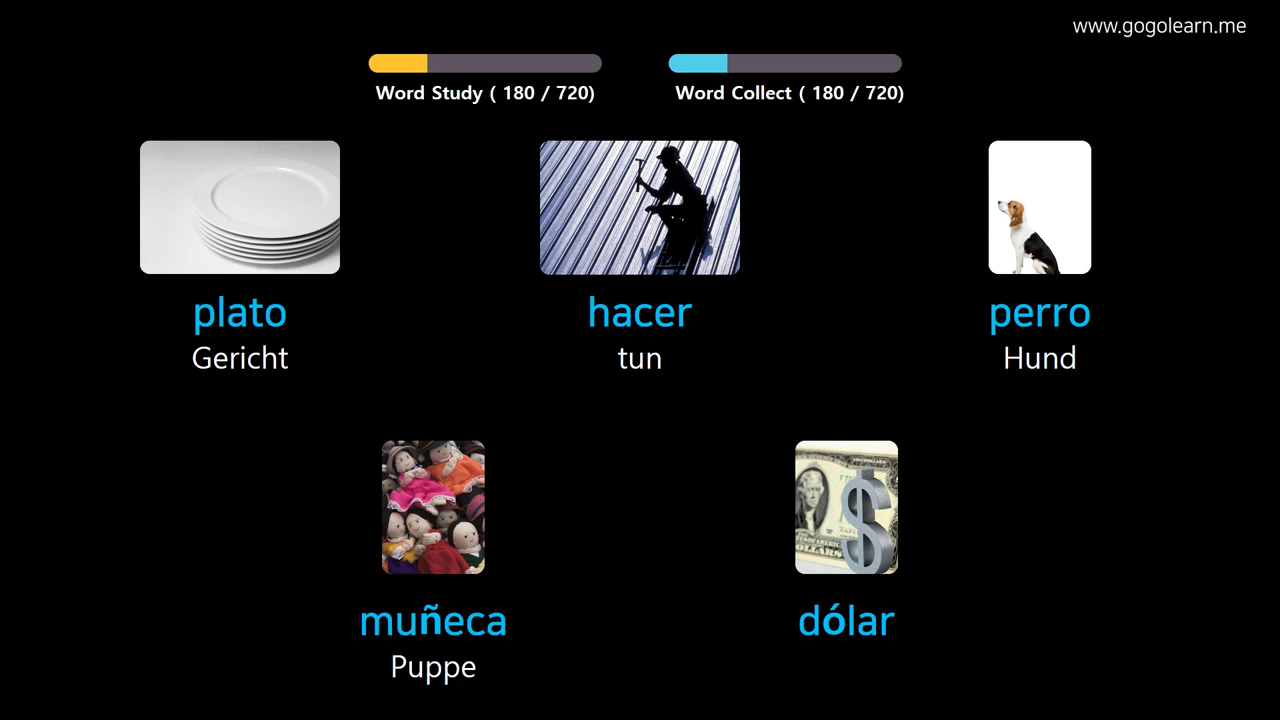 www.gogolearn.me
Word Study ( 180 / 720)
Word Collect ( 180 / 720)
plato
Gericht
hacer
tun
perro
Hund
muñeca
Puppe
dólar